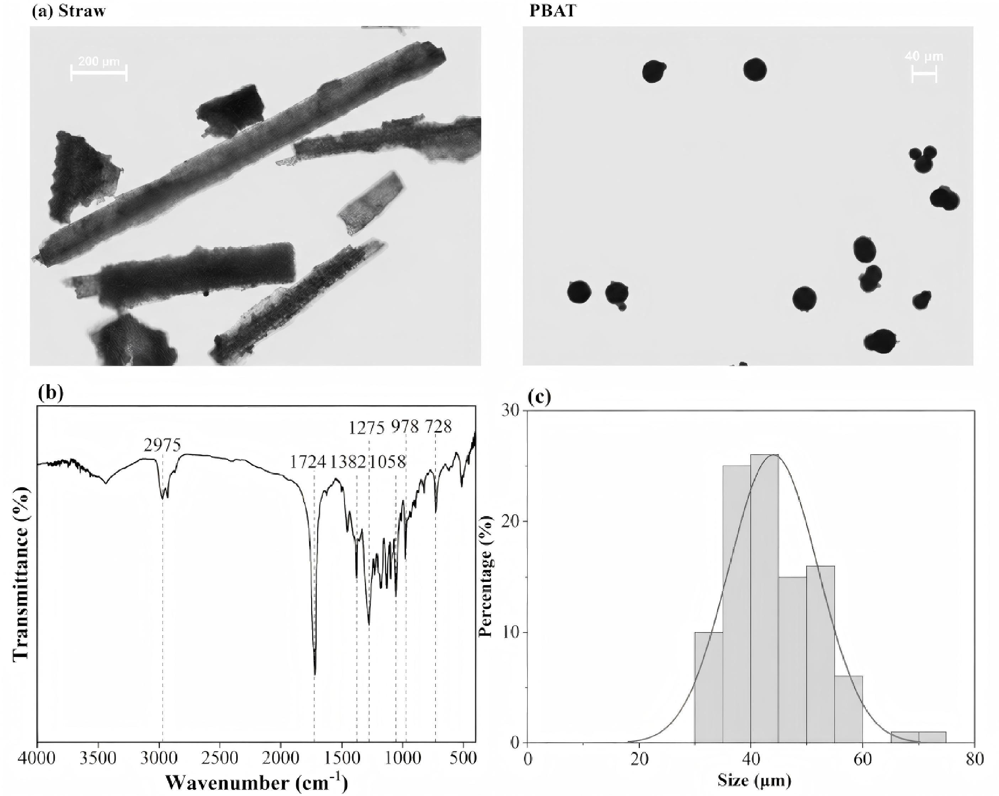 (a) Straw
PBAT
200 μm
40 μm
(b)
1275 978 728
2975
1724 1382 1058
Transmittance (%)
4000 3500 3000 2500 2000 1500 1000 500
Wavenumber (cm⁻¹)
(c)
30
20
10
0
Percentage (%)
0 20 40 60 80
Size (μm)